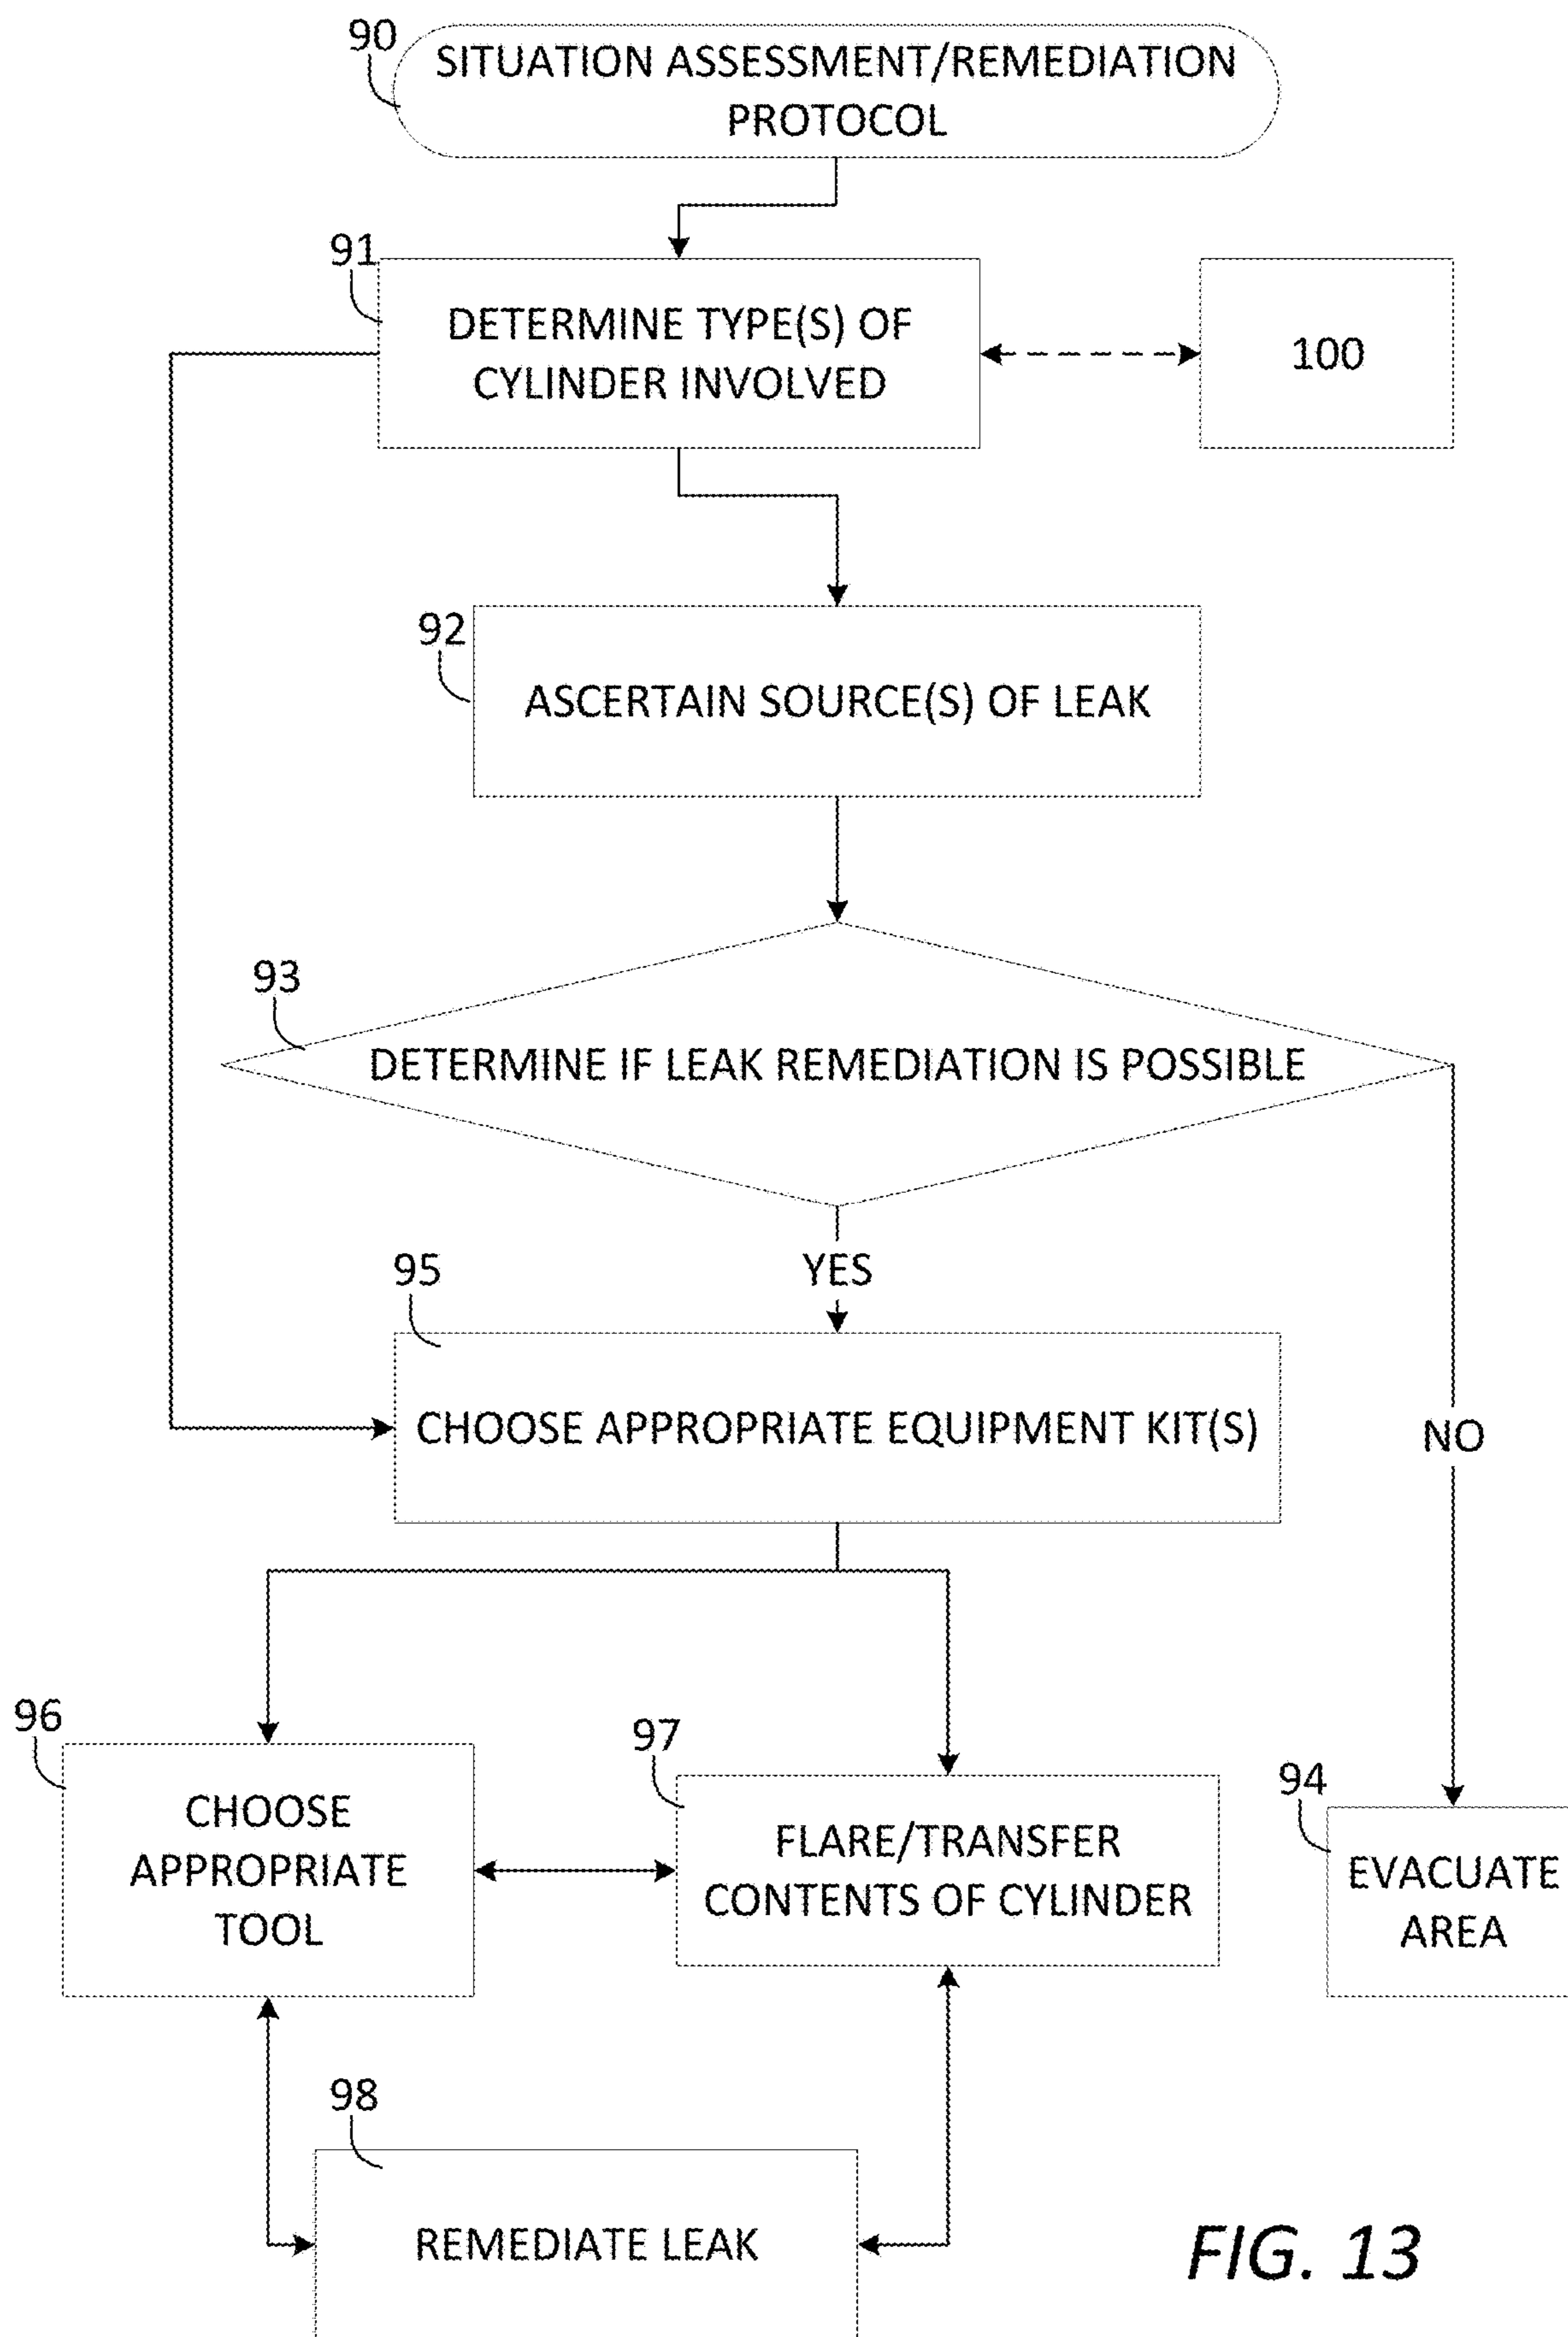 90
SITUATION ASSESSMENT/REMEDIATION
PROTOCOL
91
DETERMINE TYPE(S) OF
CYLINDER INVOLVED
100
92
ASCERTAIN SOURCE(S) OF LEAK
93
DETERMINE IF LEAK REMEDIATION IS POSSIBLE
YES
95
CHOOSE APPROPRIATE EQUIPMENT KIT(S)
NO
96
CHOOSE
APPROPRIATE
TOOL
97
FLARE/TRANSFER
CONTENTS OF CYLINDER
94
EVACUATE
AREA
98
REMEDIATE LEAK
FIG. 13